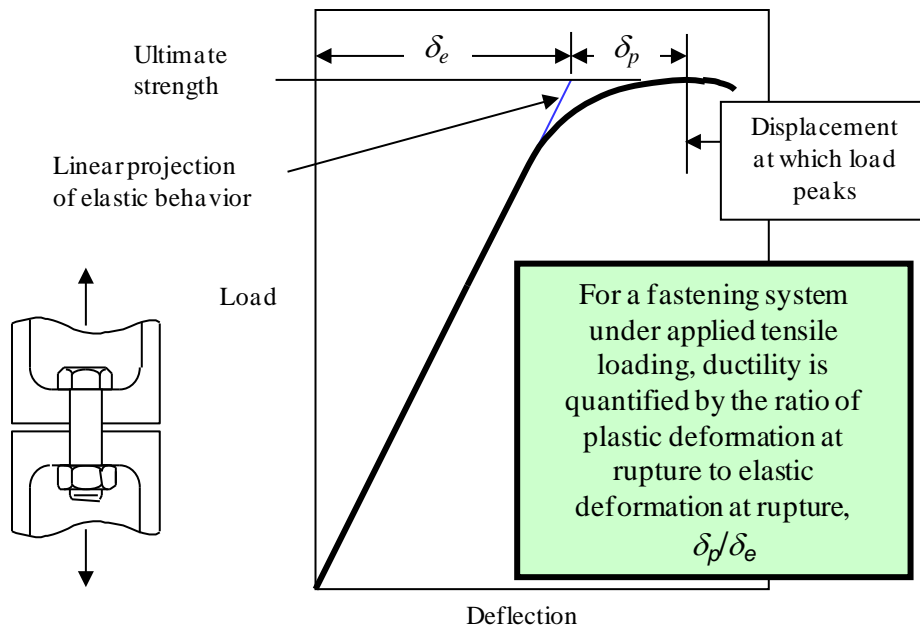 δe
δp
Ultimate
strength
Displacement
at which load
peaks
Linear projection
of elastic behavior
Load
For a fastening system
under applied tensile
loading, ductility is
quantified by the ratio of
plastic deformation at
rupture to elastic
deformation at rupture,
δp/δe
Deflection